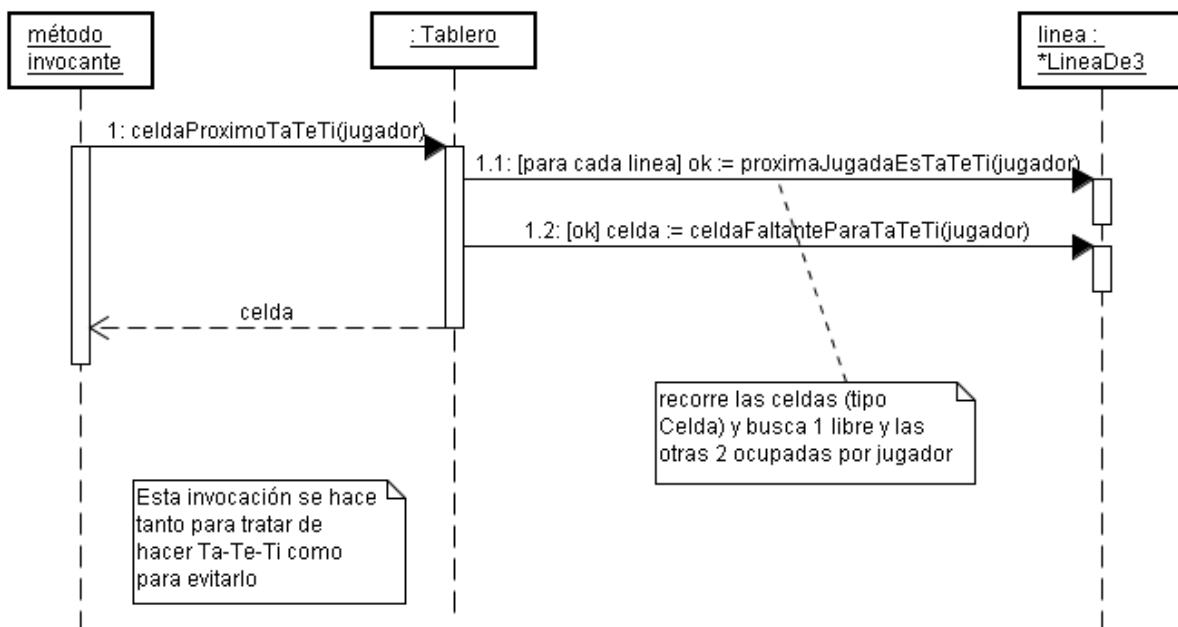 método
invocante
: Tablero
linea :
*LineaDe3
1: celdaProximoTaTeTi(jugador)
1.1: [para cada linea] ok := proximaJugadaEsTaTeTi(jugador)
1.2: [ok] celda := celdaFaltanteParaTaTeTi(jugador)
celda
recorre las celdas (tipo
Celda) y busca 1 libre y las
otras 2 ocupadas por jugador
Esta invocación se hace
tanto para tratar de
hacer Ta-Te-Ti como
para evitarlo